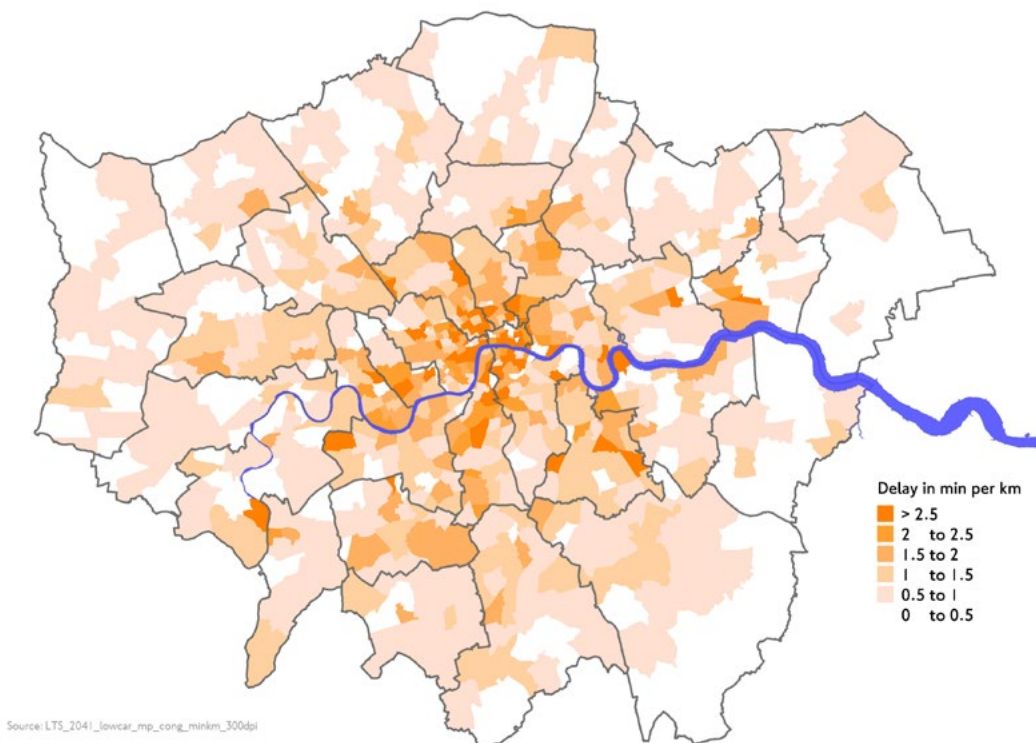 Delay in min per km
> 2.5
2 to 2.5
1.5 to 2
1 to 1.5
0.5 to 1
0 to 0.5
Source: LTS_2041_lowcar_mp_cong_minkm_300dpi